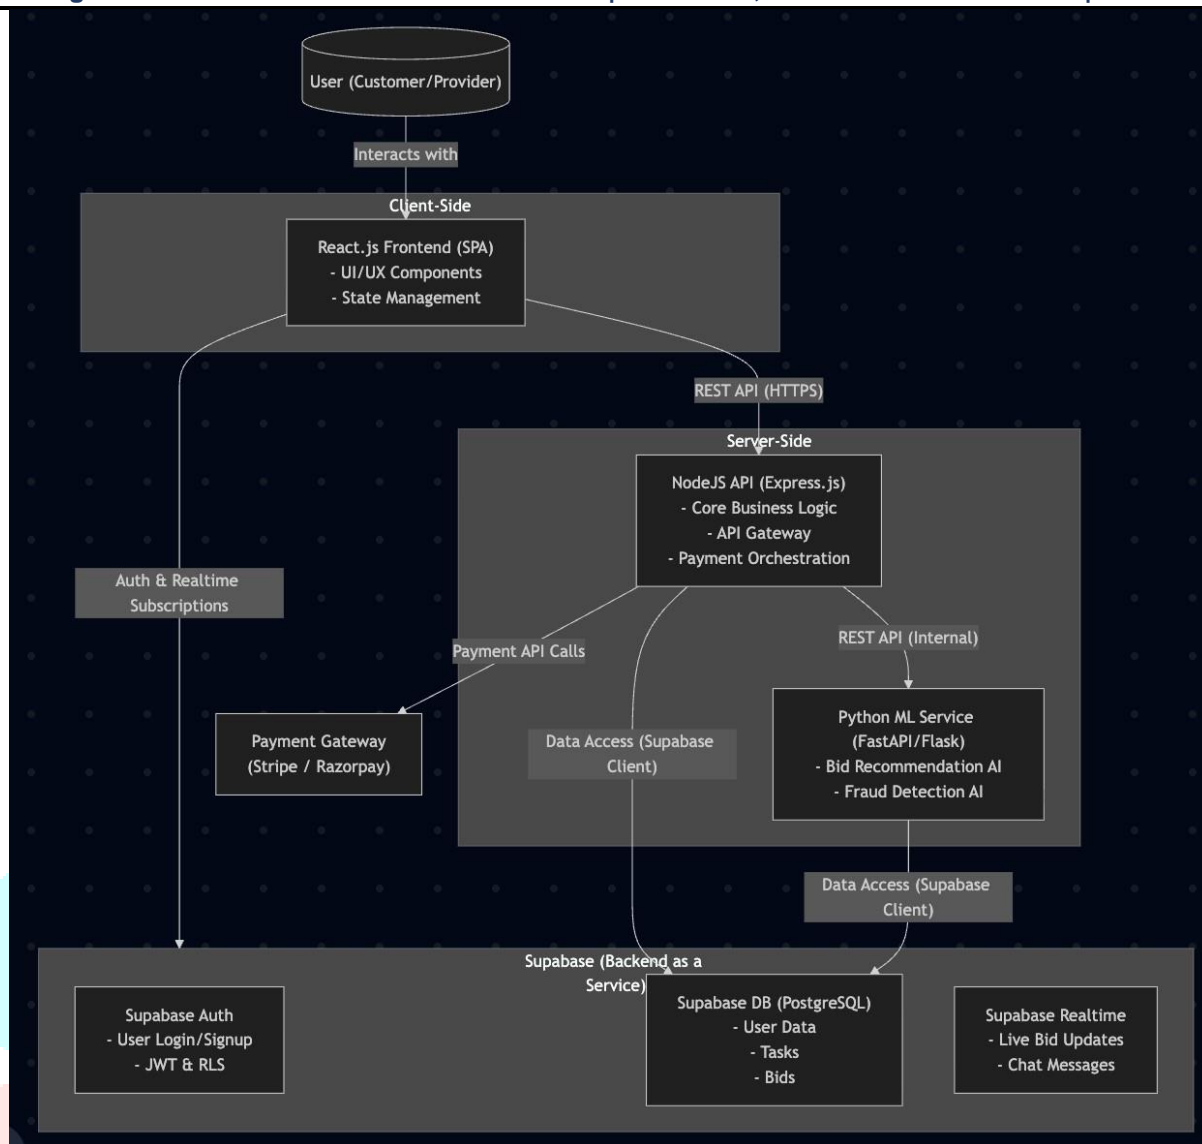 User (Customer/Provider)
Interacts with
Client-Side
React.js Frontend (SPA)
- UI/UX Components
- State Management
REST API (HTTPS)
Server-Side
NodeJS API (Express.js)
- Core Business Logic
- API Gateway
- Payment Orchestration
Auth & Realtime
Subscriptions
Payment API Calls
REST API (Internal)
Payment Gateway
(Stripe / Razorpay)
Data Access (Supabase
Client)
Python ML Service
(FastAPI/Flask)
- Bid Recommendation AI
- Fraud Detection AI
Data Access (Supabase
Client)
Supabase (Backend as a
Service)
Supabase Auth
- User Login/Signup
- JWT & RLS
Supabase DB (PostgreSQL)
- User Data
- Tasks
- Bids
Supabase Realtime
- Live Bid Updates
- Chat Messages